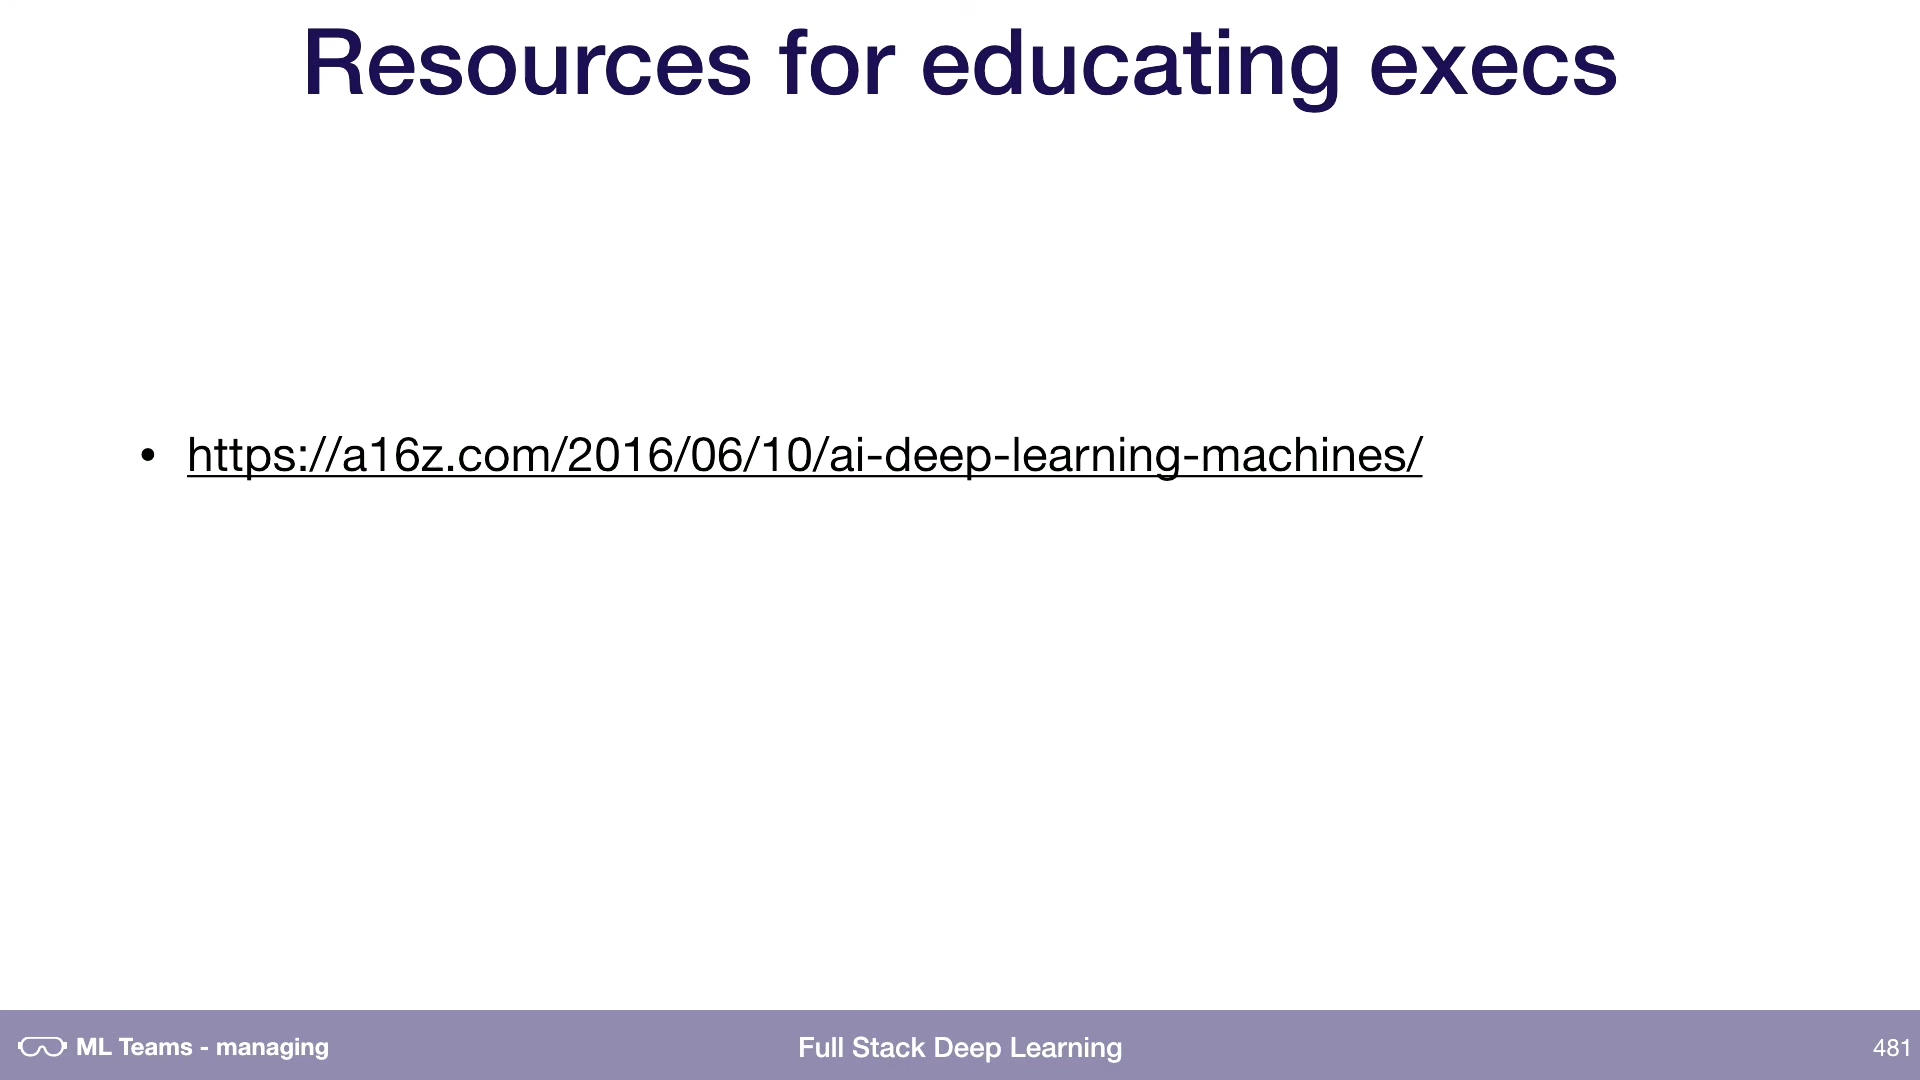 Resources for educating execs
• https://a16z.com/2016/06/10/ai-deep-learning-machines/
ML Teams - managing
Full Stack Deep Learning
481